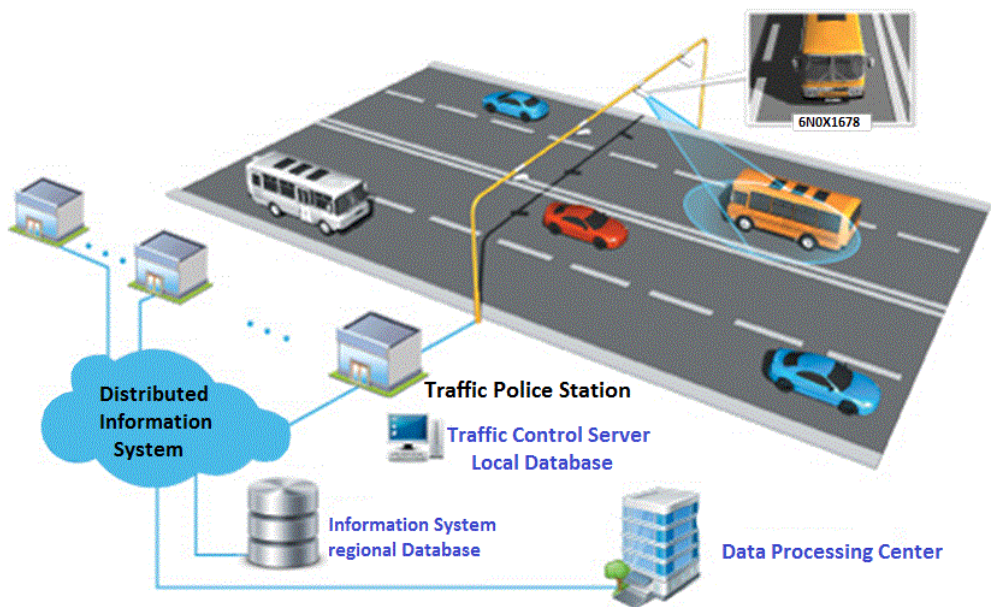 6N0X1678
Distributed
Information
System
Traffic Police Station
Traffic Control Server
Local Database
Information System
regional Database
Data Processing Center